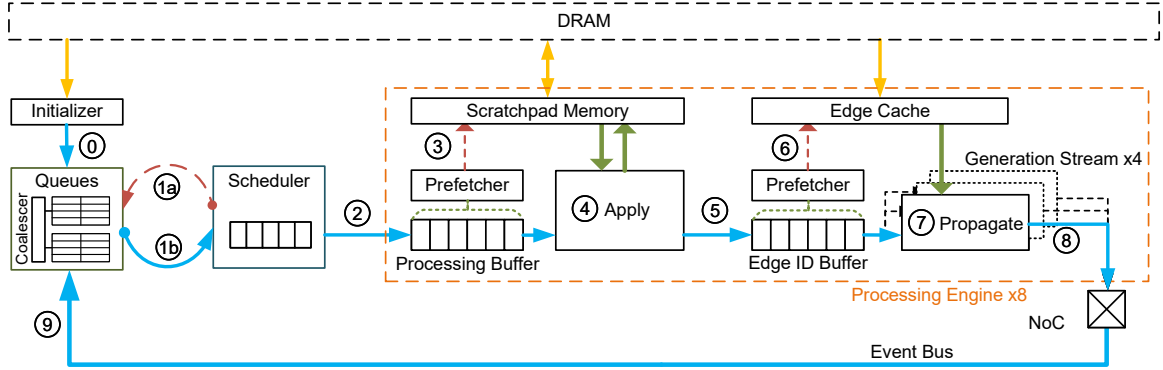 DRAM
Initializer
Scratchpad Memory
Edge Cache
0
3
6
Generation Stream x4
Queues
1a
Scheduler
Prefetcher
Prefetcher
Coalescer
2
4 Apply
5
7 Propagate
1b
8
Processing Buffer
Edge ID Buffer
Processing Engine x8
9
NoC
Event Bus